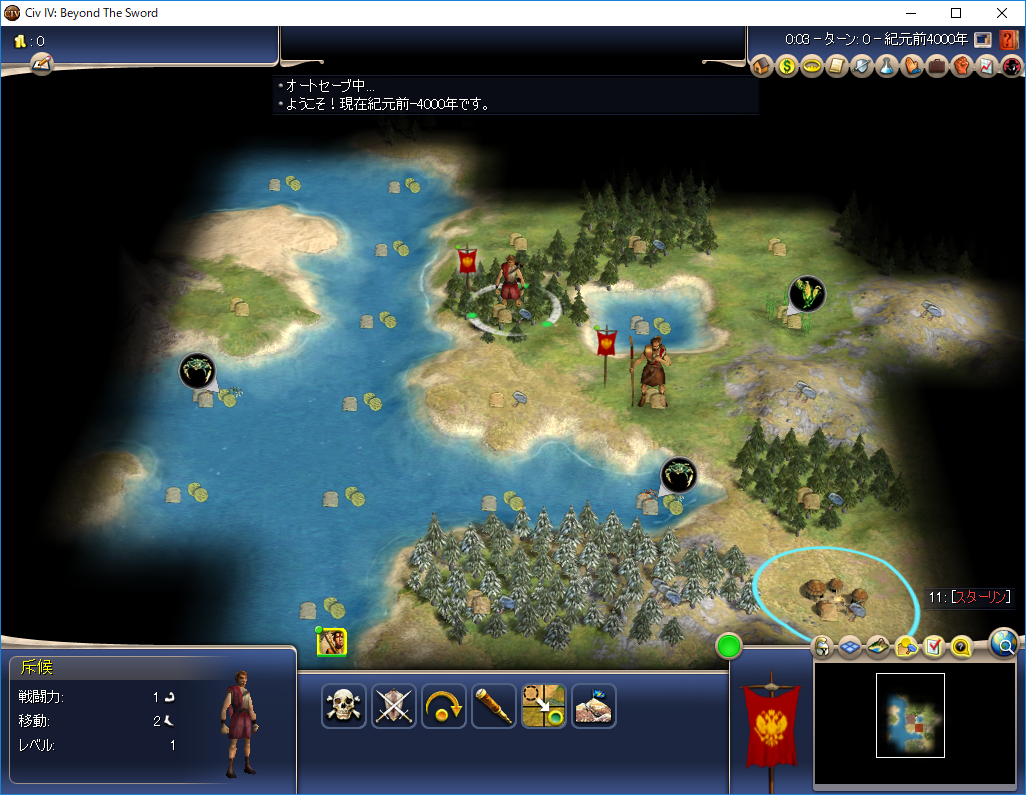 Civ IV: Beyond The Sword
: 0
0:03 – ターン: 0 – 紀元前4000年
・オートセーブ中...
・ようこそ！現在紀元前-4000年です。
11: [スターリン]
斥候
戦闘力: 1
移動: 2
レベル: 1